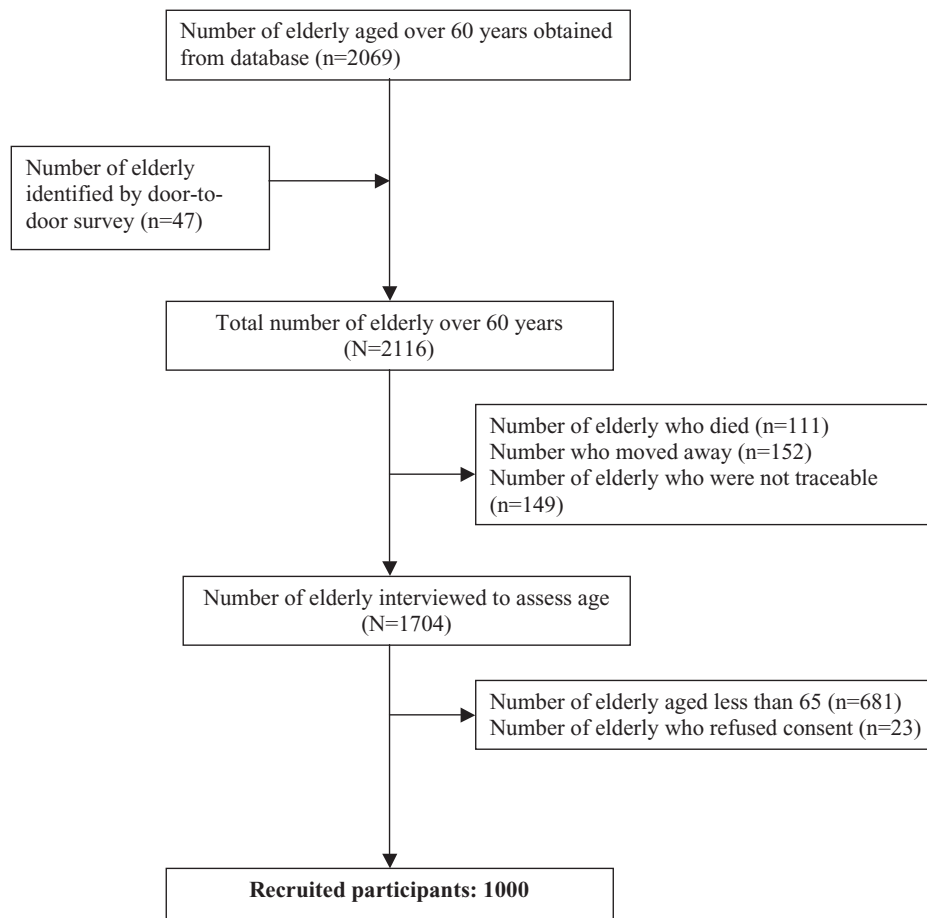 Number of elderly aged over 60 years obtained
from database (n=2069)
Number of elderly
identified by door-to-
door survey (n=47)
Total number of elderly over 60 years
(N=2116)
Number of elderly who died (n=111)
Number who moved away (n=152)
Number of elderly who were not traceable
(n=149)
Number of elderly interviewed to assess age
(N=1704)
Number of elderly aged less than 65 (n=681)
Number of elderly who refused consent (n=23)
Recruited participants: 1000